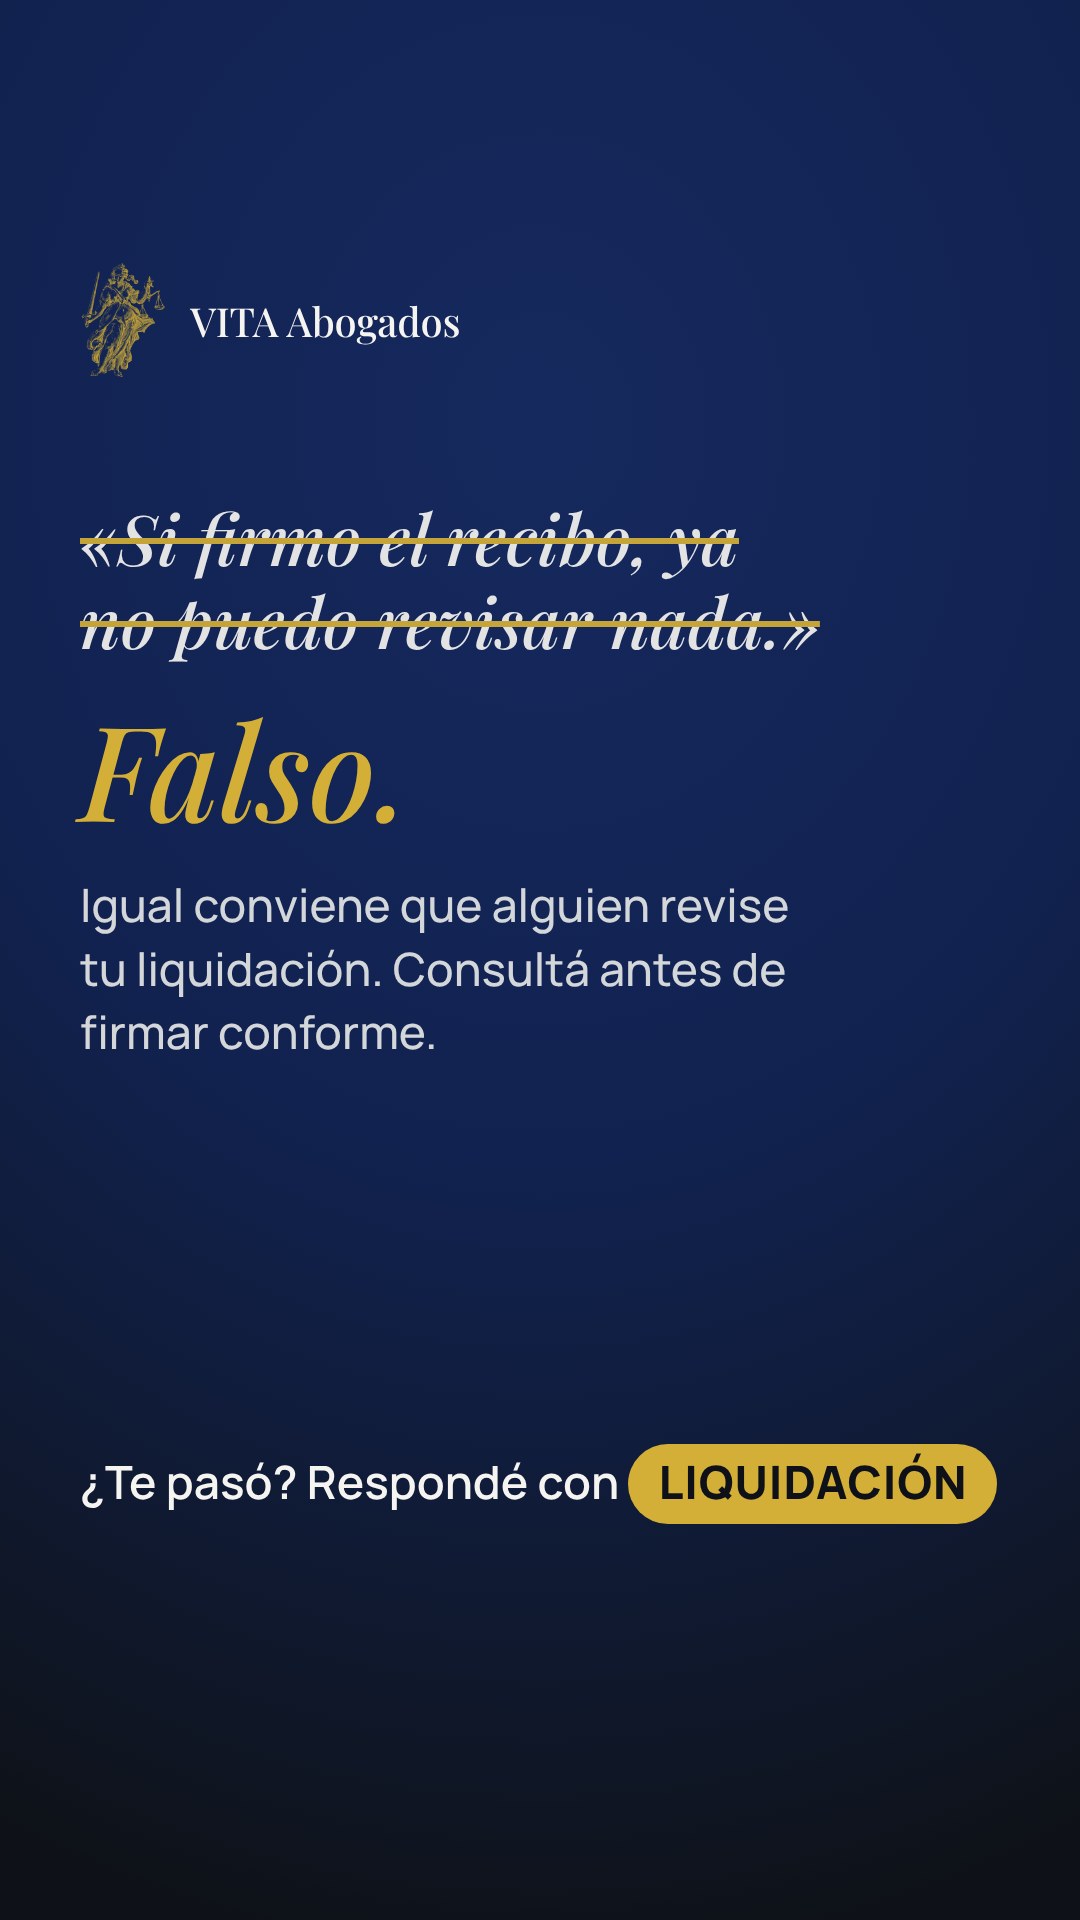 VITA Abogados
«Si firmo el recibo, ya
no puedo revisar nada.»
Falso.
Igual conviene que alguien revise
tu liquidación. Consultá antes de
firmar conforme.
¿Te pasó? Respondé con LIQUIDACIÓN